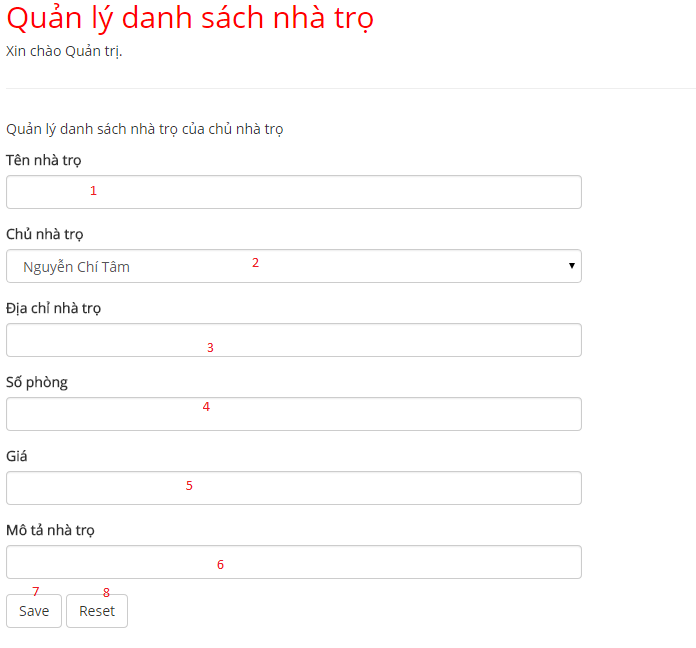 Quản lý danh sách nhà trọ
Xin chào Quản trị.
Quản lý danh sách nhà trọ của chủ nhà trọ
Tên nhà trọ
1
Chủ nhà trọ
Nguyễn Chí Tâm 2
Địa chỉ nhà trọ
3
Số phòng
4
Giá
5
Mô tả nhà trọ
6
7 8
Save Reset